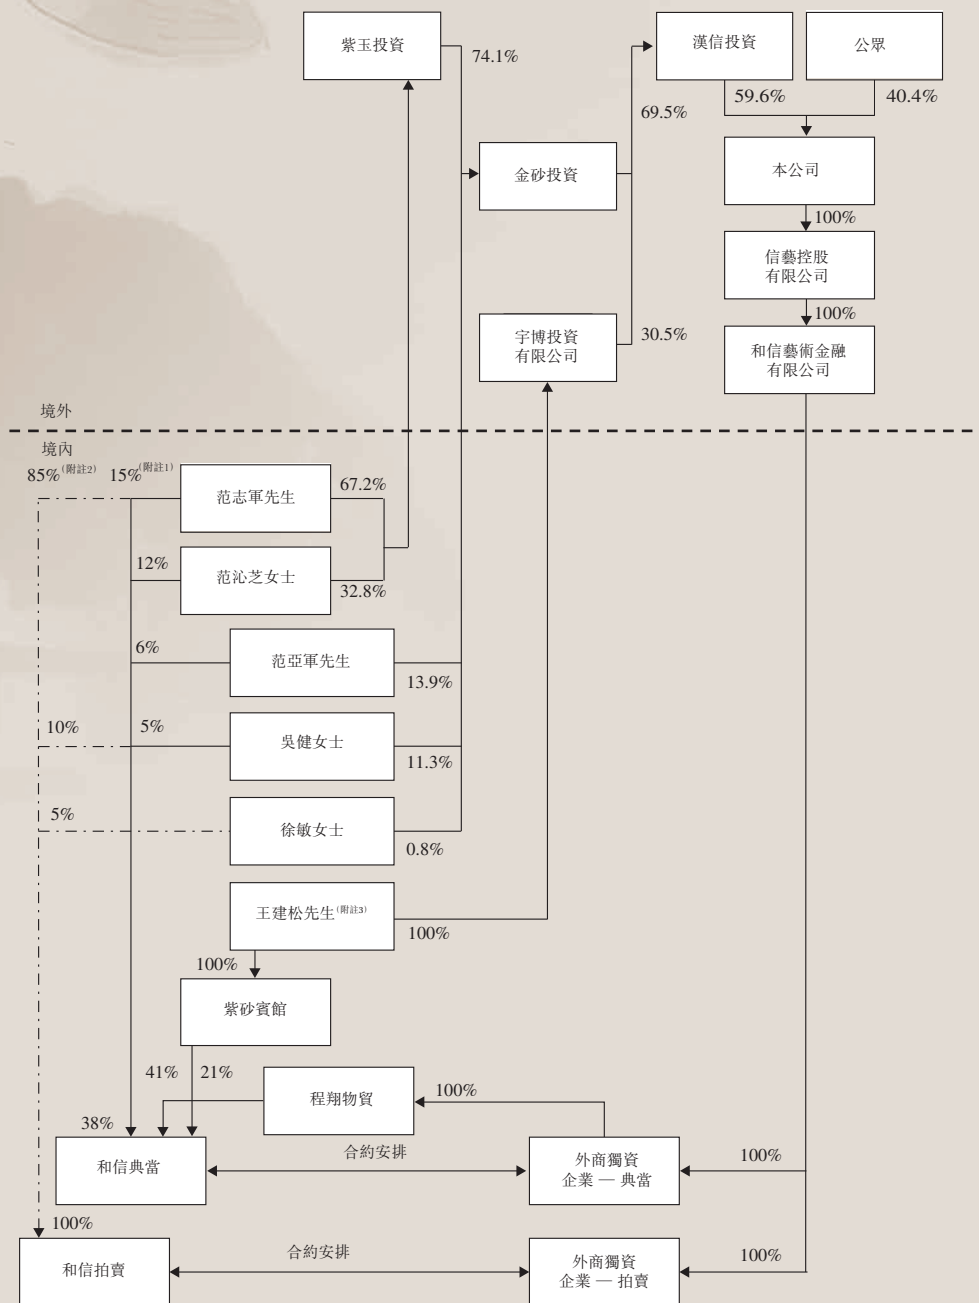 紫玉投資
漢信投資
公眾
74.1%
59.6%
40.4%
69.5%
金砂投資
本公司
100%
信藝控股
有限公司
100%
宇博投資
有限公司
30.5%
和信藝術金融
有限公司
境外
境內
85%(附註2)
15%(附註1)
范志軍先生
67.2%
12%
范沁芝女士
32.8%
6%
范亞軍先生
13.9%
10%
5%
吳健女士
11.3%
5%
徐敏女士
0.8%
王建松先生(附註3)
100%
100%
紫砂賓館
41%
21%
程翔物貿
100%
38%
和信典當
合約安排
外商獨資
企業 — 典當
100%
100%
和信拍賣
合約安排
外商獨資
企業 — 拍賣
100%